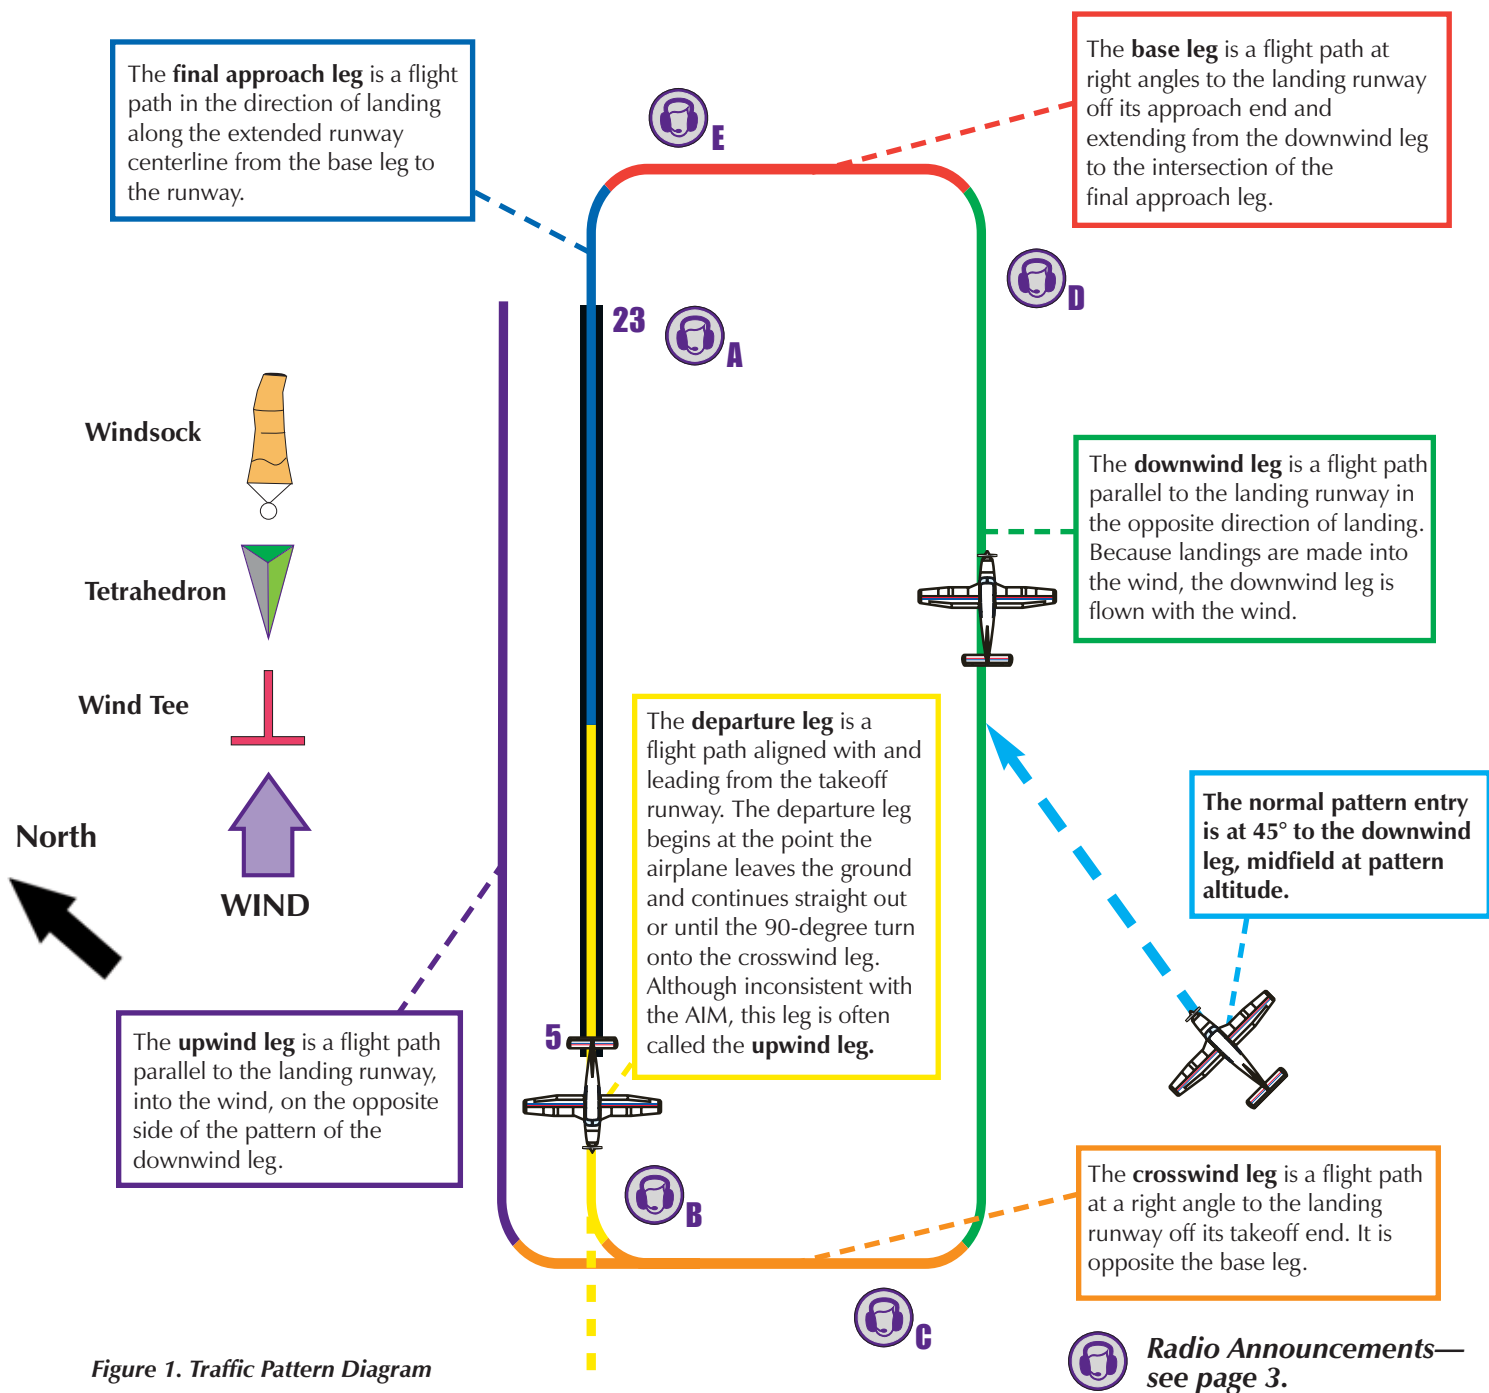 The final approach leg is a flight
path in the direction of landing
along the extended runway
centerline from the base leg to
the runway.
E
The base leg is a flight path at
right angles to the landing runway
off its approach end and
extending from the downwind leg
to the intersection of the
final approach leg.
D
23
A
Windsock
Tetrahedron
Wind Tee
North
WIND
The downwind leg is a flight path
parallel to the landing runway in
the opposite direction of landing.
Because landings are made into
the wind, the downwind leg is
flown with the wind.
The departure leg is a
flight path aligned with and
leading from the takeoff
runway. The departure leg
begins at the point the
airplane leaves the ground
and continues straight out
or until the 90-degree turn
onto the crosswind leg.
Although inconsistent with
the AIM, this leg is often
called the upwind leg.
The normal pattern entry
is at 45° to the downwind
leg, midfield at pattern
altitude.
5
The upwind leg is a flight path
parallel to the landing runway,
into the wind, on the opposite
side of the pattern of the
downwind leg.
B
The crosswind leg is a flight path
at a right angle to the landing
runway off its takeoff end. It is
opposite the base leg.
C
Radio Announcements—
see page 3.
Figure 1. Traffic Pattern Diagram